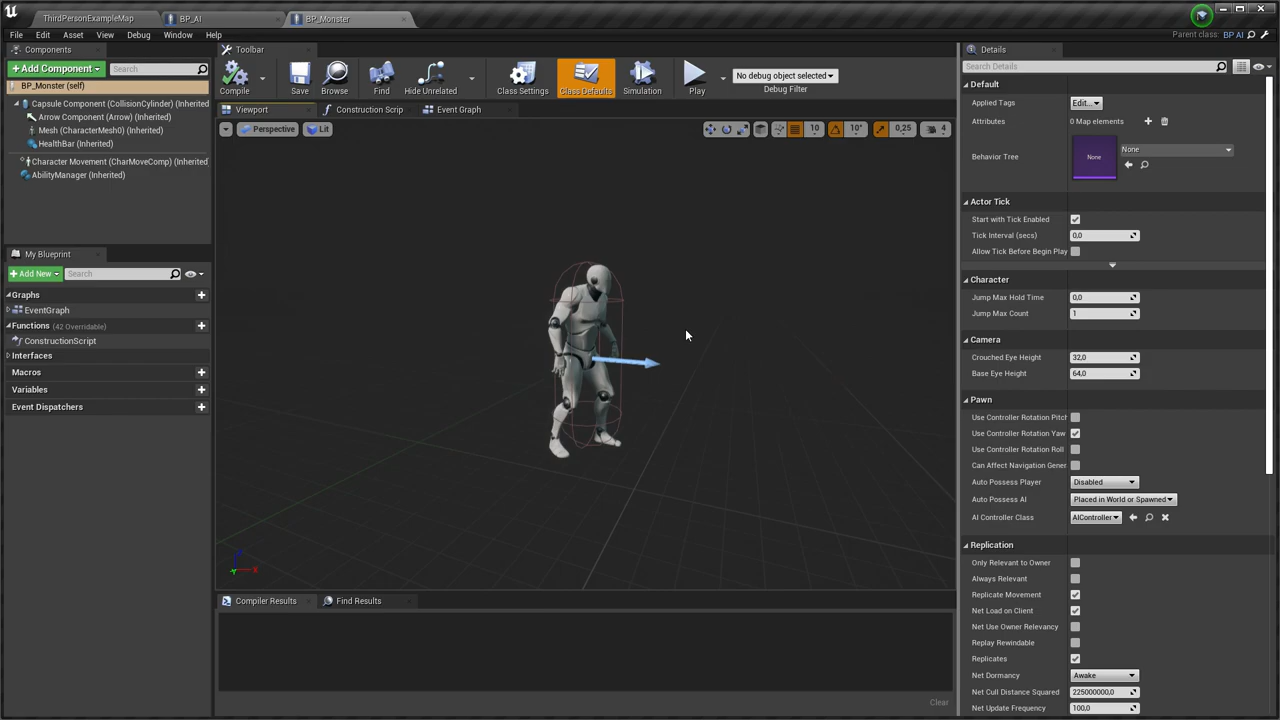 ThirdPersonExampleMap
BP_AI
BP_Monster
File Edit Asset View Debug Window Help
Parent class: BP AI
Components
Add Component
Search
BP_Monster (self)
Capsule Component (CollisionCylinder) (Inherited)
Arrow Component (Arrow) (Inherited)
Mesh (CharacterMesh0) (Inherited)
HealthBar (Inherited)
Character Movement (CharMoveComp) (Inherited)
AbilityManager (Inherited)
My Blueprint
Add New
Search
Graphs
EventGraph
Functions (42 Overridable)
ConstructionScript
Interfaces
Macros
Variables
Event Dispatchers
Toolbar
Compile
Save
Browse
Find
Hide Unrelated
Class Settings
Class Defaults
Simulation
Play
No debug object selected
Debug Filter
Viewport
Construction Scrip
Event Graph
Perspective
Lit
10
10°
0,25
4
Z
X
Y
Compiler Results
Find Results
Clear
Details
Search Details
Default
Applied Tags Edit...
Attributes 0 Map elements
Behavior Tree None None
Actor Tick
Start with Tick Enabled
Tick Interval (secs) 0,0
Allow Tick Before Begin Play
Character
Jump Max Hold Time 0,0
Jump Max Count 1
Camera
Crouched Eye Height 32,0
Base Eye Height 64,0
Pawn
Use Controller Rotation Pitch
Use Controller Rotation Yaw
Use Controller Rotation Roll
Can Affect Navigation Gener
Auto Possess Player Disabled
Auto Possess AI Placed in World or Spawned
AI Controller Class AIController
Replication
Only Relevant to Owner
Always Relevant
Replicate Movement
Net Load on Client
Net Use Owner Relevancy
Replay Rewindable
Replicates
Net Dormancy Awake
Net Cull Distance Squared 225000000,0
Net Update Frequency 100,0